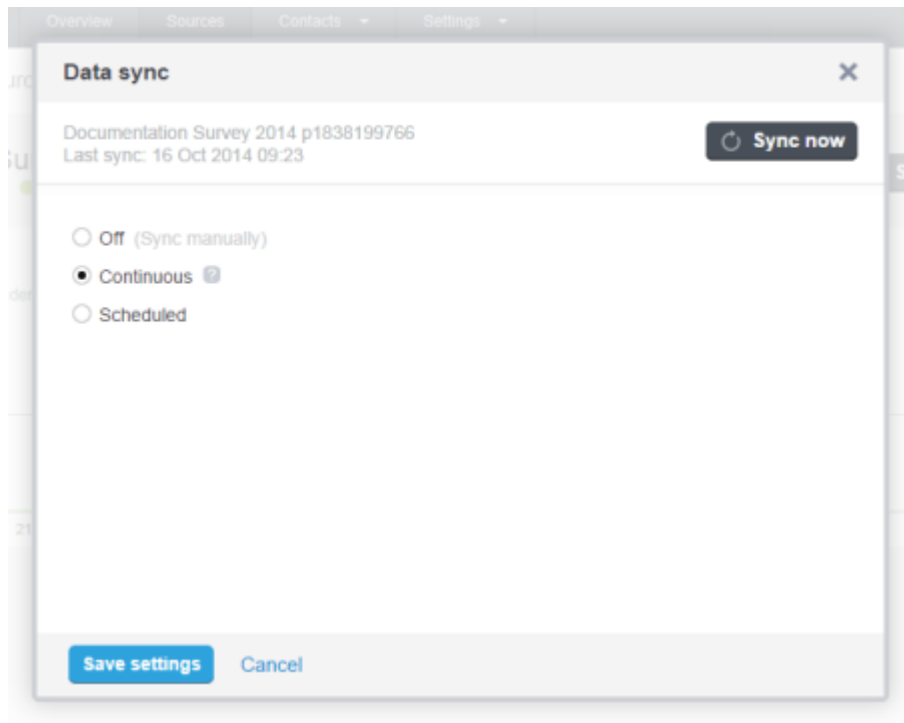 Overview Sources Contacts Settings
Data sync
Documentation Survey 2014 p1838199766
Last sync: 16 Oct 2014 09:23
Sync now
Off (Sync manually)
Continuous ?
Scheduled
21
Save settings Cancel